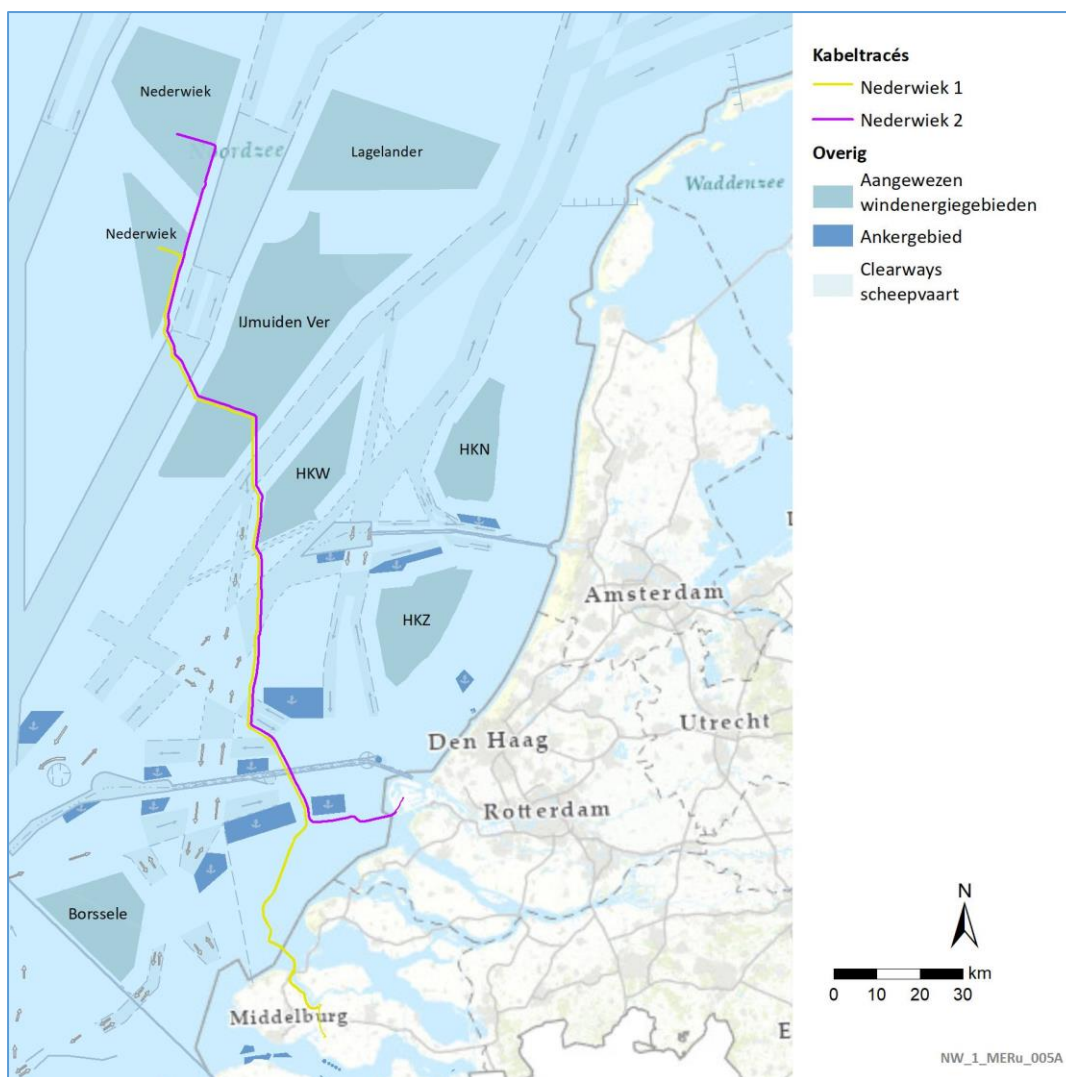 Nederwiek
Noordzee
Lagelander
Waddenzee
Nederwiek
IJmuiden Ver
HKN
HKW
HKZ
Amsterdam
Utrecht
Den Haag
Rotterdam
Borssele
Middelburg
E
Kabeltracés
Nederwiek 1
Nederwiek 2
Overig
Aangewezen
windenergiegebieden
Ankergebied
Clearways
scheepvaart
N
km
0 10 20 30
NW_1_MERu_005A